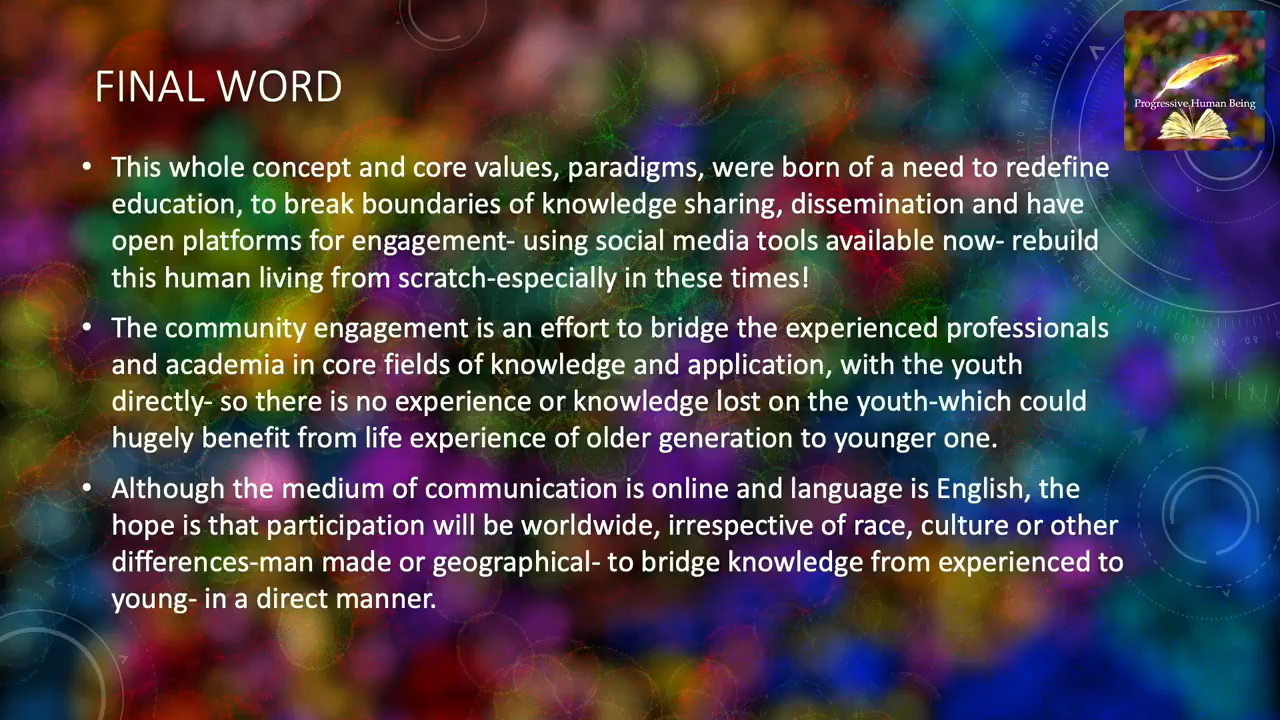 FINAL WORD
Progressive Human Being
• This whole concept and core values, paradigms, were born of a need to redefine
education, to break boundaries of knowledge sharing, dissemination and have
open platforms for engagement- using social media tools available now- rebuild
this human living from scratch-especially in these times!
• The community engagement is an effort to bridge the experienced professionals
and academia in core fields of knowledge and application, with the youth
directly- so there is no experience or knowledge lost on the youth-which could
hugely benefit from life experience of older generation to younger one.
• Although the medium of communication is online and language is English, the
hope is that participation will be worldwide, irrespective of race, culture or other
differences-man made or geographical- to bridge knowledge from experienced to
young- in a direct manner.